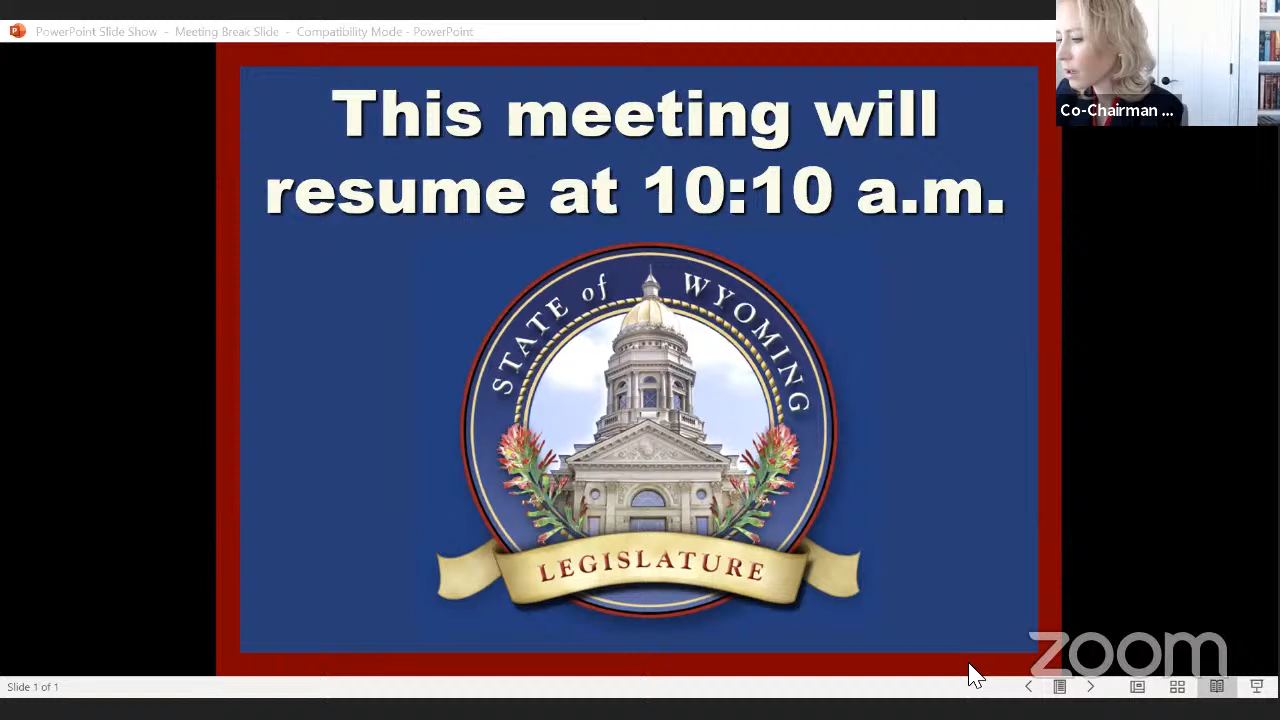 PowerPoint Slide Show - Meeting Break Slide - Compatibility Mode - PowerPoint
Co-Chairman ...
This meeting will
resume at 10:10 a.m.
STATE of WYOMING
LEGISLATURE
zoom
Slide 1 of 1